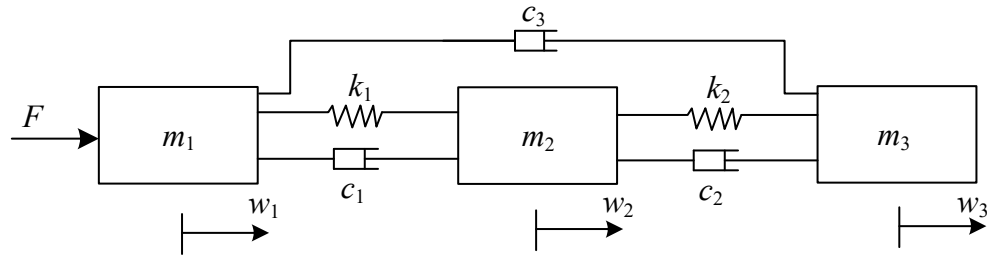 c₃
k₁
k₂
F
m₁
m₂
m₃
c₁
c₂
w₁
w₂
w₃